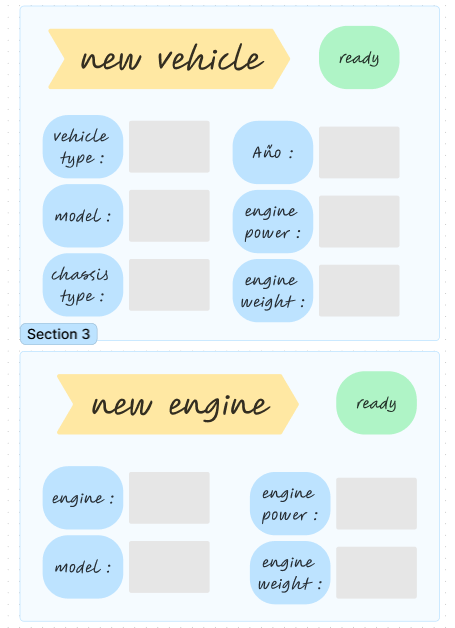 new vehicle
ready
vehicle
type :
Año :
model :
engine
power :
chassis
type :
engine
weight :
Section 3
new engine
ready
engine :
engine
power :
model :
engine
weight :